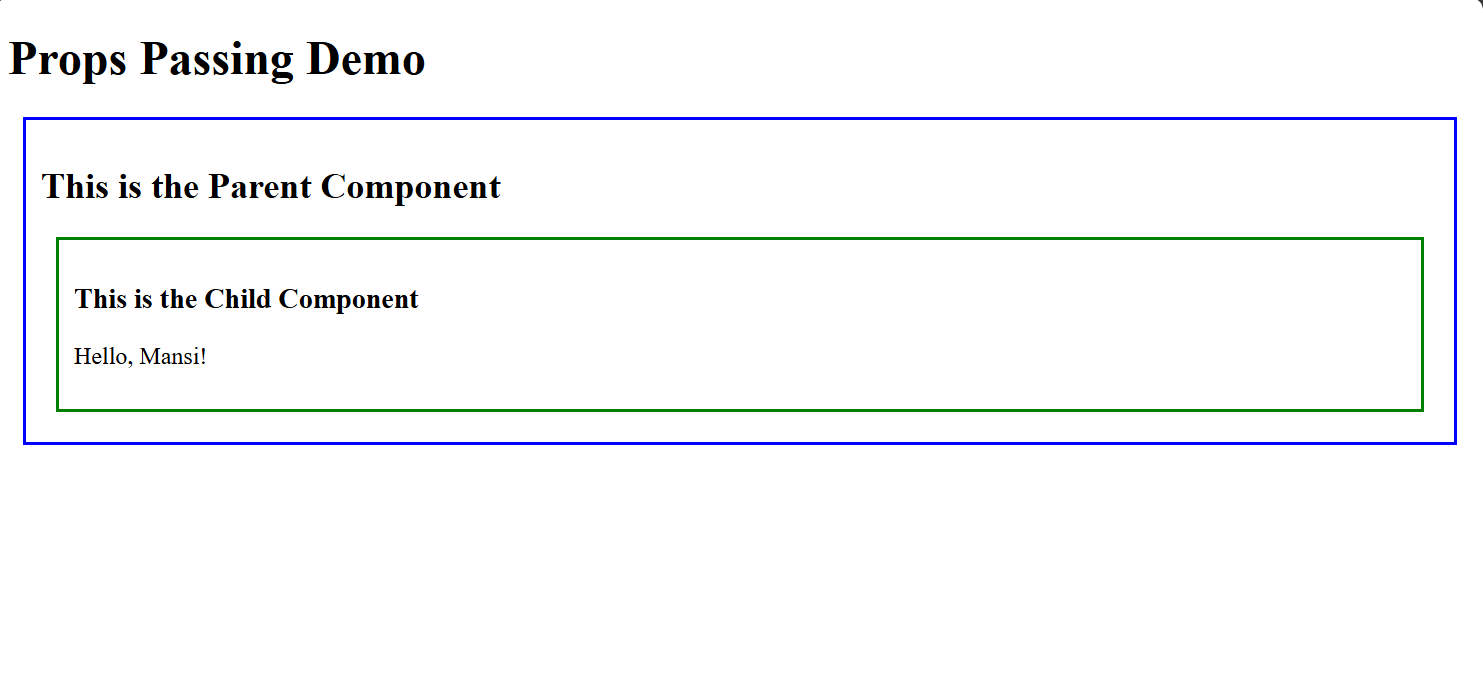 Props Passing Demo
This is the Parent Component
This is the Child Component
Hello, Mansi!